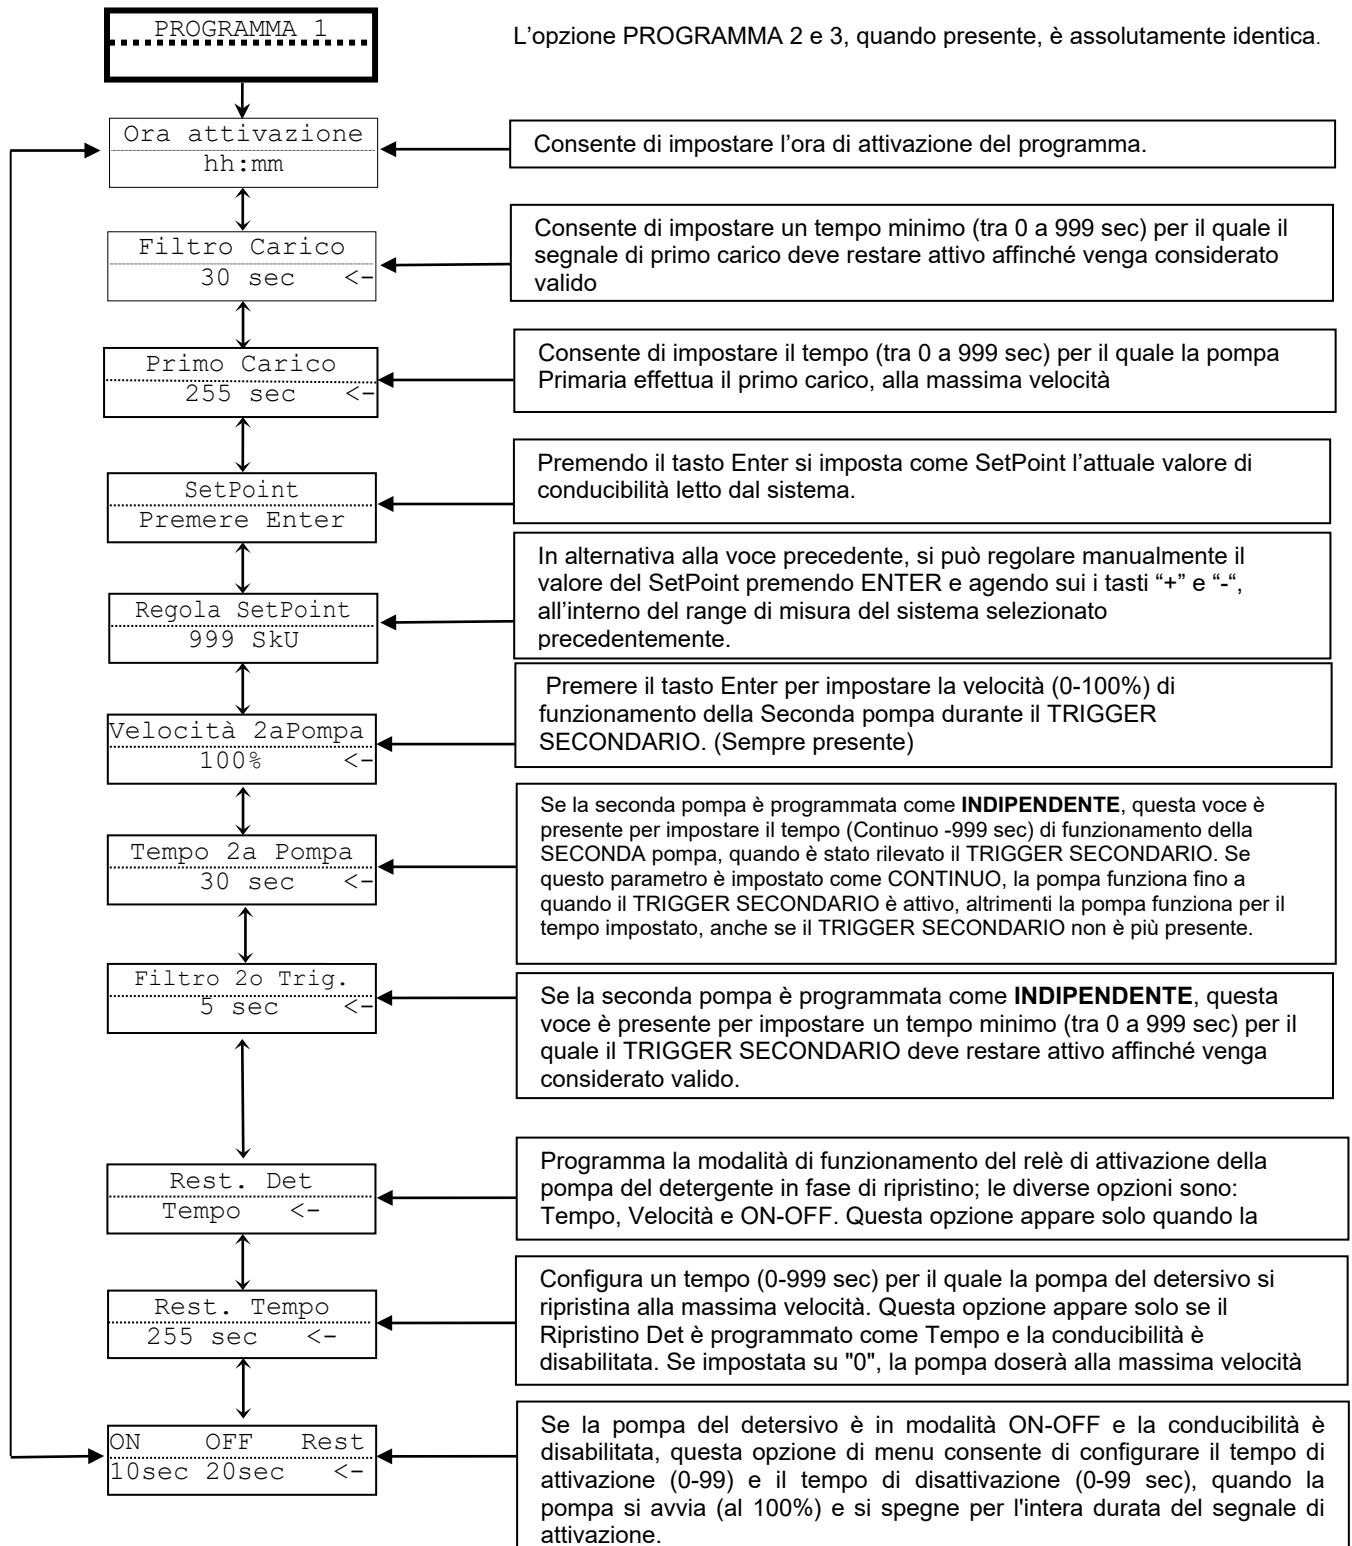 PROGRAMMA 1
L'opzione PROGRAMMA 2 e 3, quando presente, è assolutamente identica.
Ora attivazione
hh:mm
Consente di impostare l'ora di attivazione del programma.
Filtro Carico
30 sec <-
Consente di impostare un tempo minimo (tra 0 a 999 sec) per il quale il
segnale di primo carico deve restare attivo affinché venga considerato
valido
Primo Carico
255 sec <-
Consente di impostare il tempo (tra 0 a 999 sec) per il quale la pompa
Primaria effettua il primo carico, alla massima velocità
SetPoint
Premere Enter
Premendo il tasto Enter si imposta come SetPoint l'attuale valore di
conducibilità letto dal sistema.
Regola SetPoint
999 SkU
In alternativa alla voce precedente, si può regolare manualmente il
valore del SetPoint premendo ENTER e agendo sui i tasti “+” e “-“,
all'interno del range di misura del sistema selezionato
precedentemente.
Velocità 2aPompa
100% <-
Premere il tasto Enter per impostare la velocità (0-100%) di
funzionamento della Seconda pompa durante il TRIGGER
SECONDARIO. (Sempre presente)
Tempo 2a Pompa
30 sec <-
Se la seconda pompa è programmata come INDIPENDENTE, questa voce è
presente per impostare il tempo (Continuo -999 sec) di funzionamento della
SECONDA pompa, quando è stato rilevato il TRIGGER SECONDARIO. Se
questo parametro è impostato come CONTINUO, la pompa funziona fino a
quando il TRIGGER SECONDARIO è attivo, altrimenti la pompa funziona per il
tempo impostato, anche se il TRIGGER SECONDARIO non è più presente.
Filtro 2o Trig.
5 sec <-
Se la seconda pompa è programmata come INDIPENDENTE, questa
voce è presente per impostare un tempo minimo (tra 0 a 999 sec) per il
quale il TRIGGER SECONDARIO deve restare attivo affinché venga
considerato valido.
Rest. Det
Tempo <-
Programma la modalità di funzionamento del relè di attivazione della
pompa del detergente in fase di ripristino; le diverse opzioni sono:
Tempo, Velocità e ON-OFF. Questa opzione appare solo quando la
Rest. Tempo
255 sec <-
Configura un tempo (0-999 sec) per il quale la pompa del detersivo si
ripristina alla massima velocità. Questa opzione appare solo se il
Ripristino Det è programmato come Tempo e la conducibilità è
disabilitata. Se impostata su "0", la pompa doserà alla massima velocità
ON OFF Rest
10sec 20sec <-
Se la pompa del detersivo è in modalità ON-OFF e la conducibilità è
disabilitata, questa opzione di menu consente di configurare il tempo di
attivazione (0-99) e il tempo di disattivazione (0-99 sec), quando la
pompa si avvia (al 100%) e si spegne per l'intera durata del segnale di
attivazione.